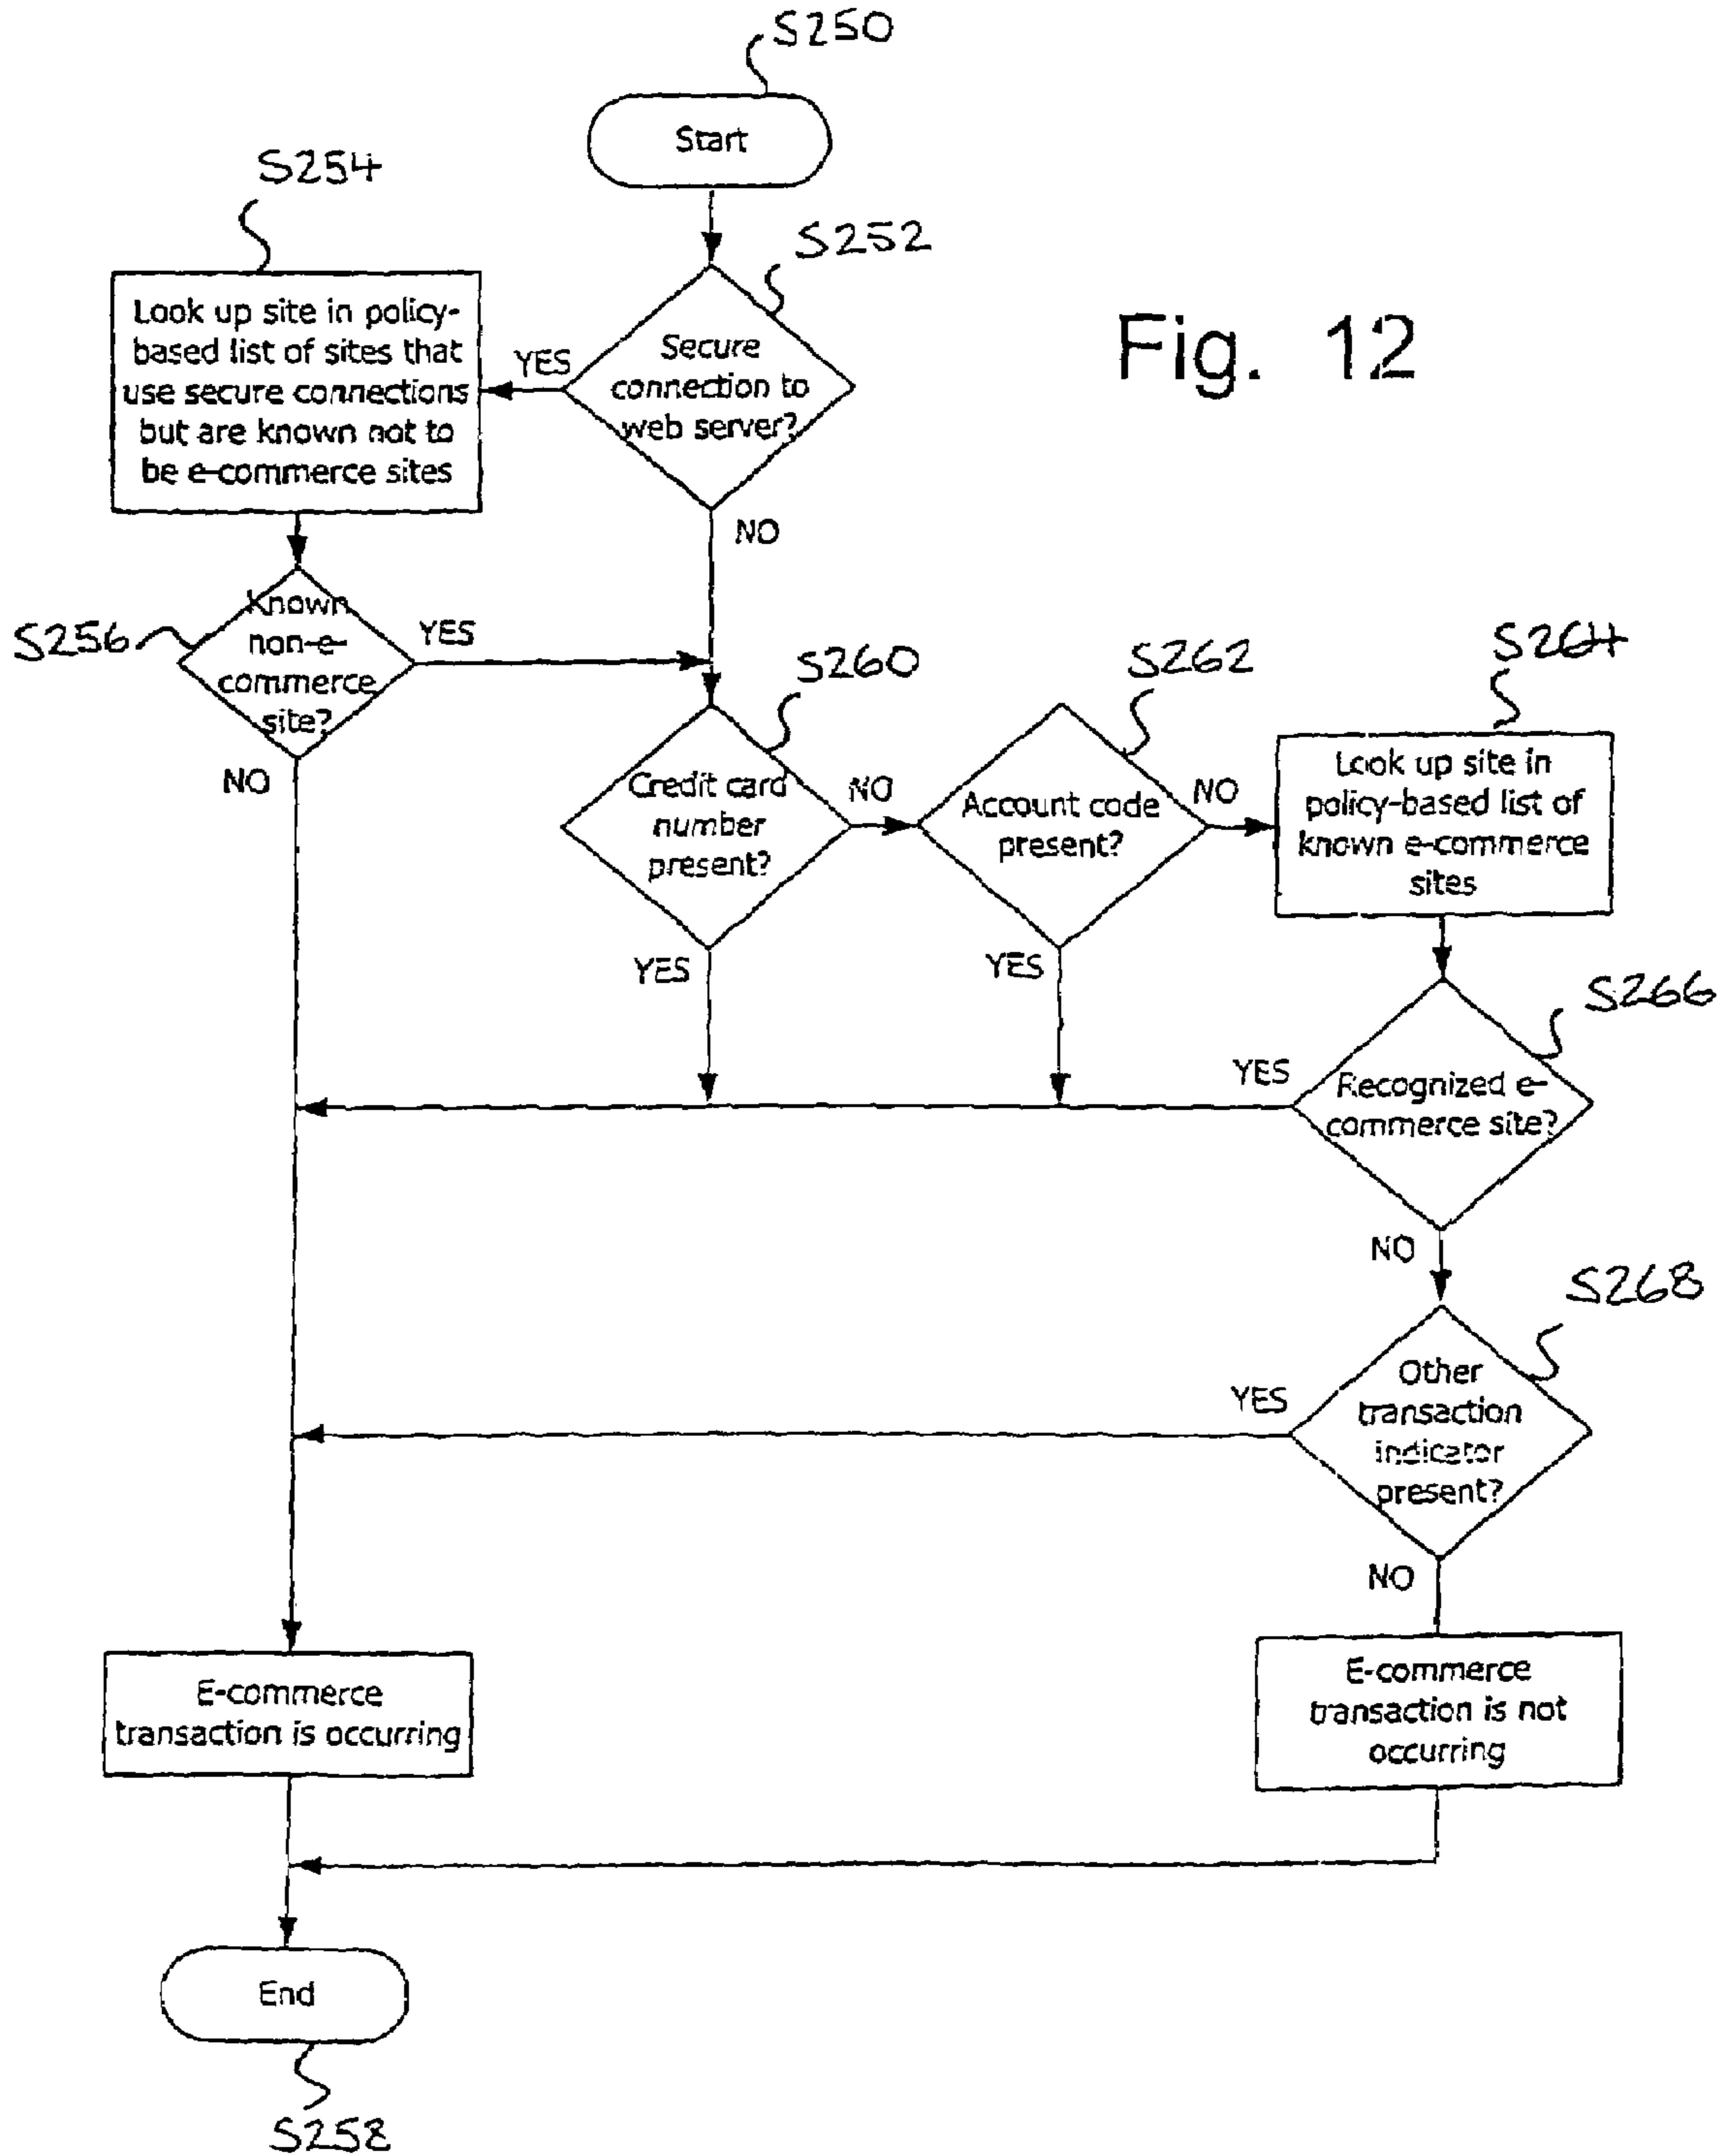 S250
Start
S254
S252
Look up site in policy-
based list of sites that
use secure connections
but are known not to
be e-commerce sites
YES
Secure
connection to
web server?
Fig. 12
NO
S256
Known
non-e-
commerce
site?
YES
NO
S260
S262
S264
Credit card
number
present?
NO
Account code
present?
NO
Look up site in
policy-based list of
known e-commerce
sites
YES
YES
S266
YES
Recognized e-
commerce site?
NO
S268
YES
Other
transaction
indicator
present?
NO
E-commerce
transaction is occurring
E-commerce
transaction is not
occurring
End
S258